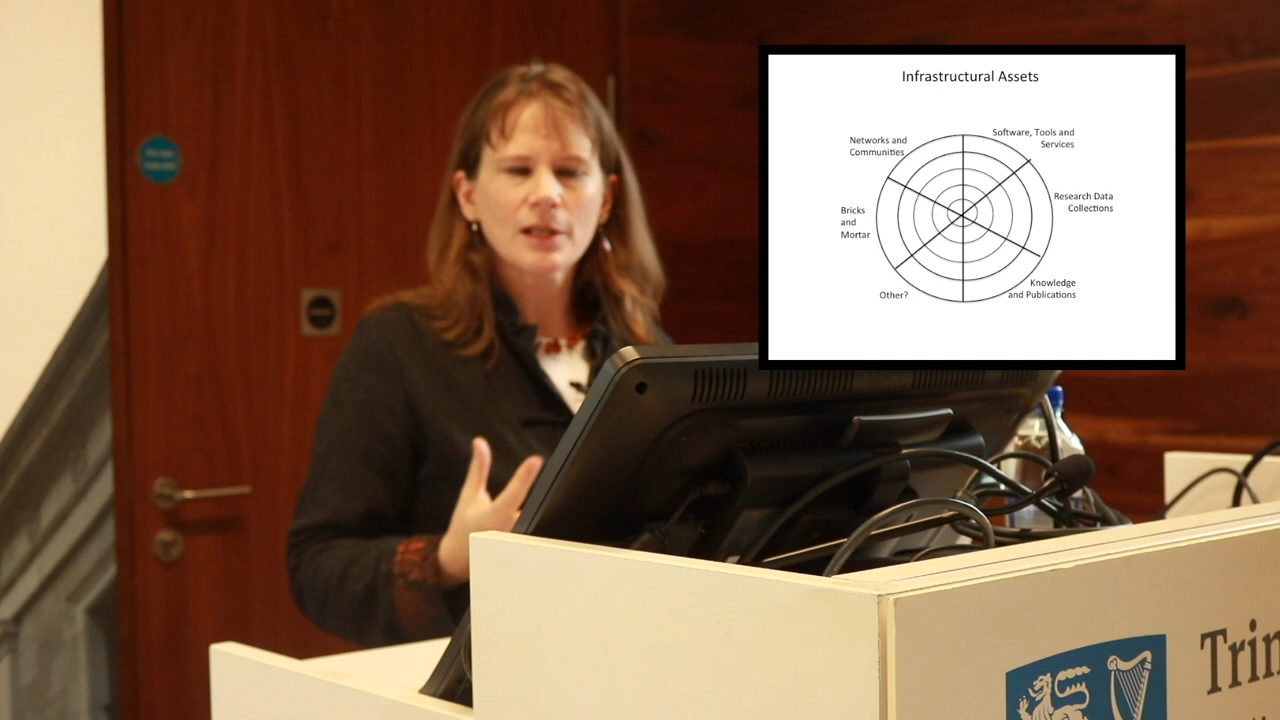 Infrastructural Assets
Networks and
Communities
Software, Tools and
Services
Bricks
and
Mortar
Research Data
Collections
Other?
Knowledge
and Publications
Trin